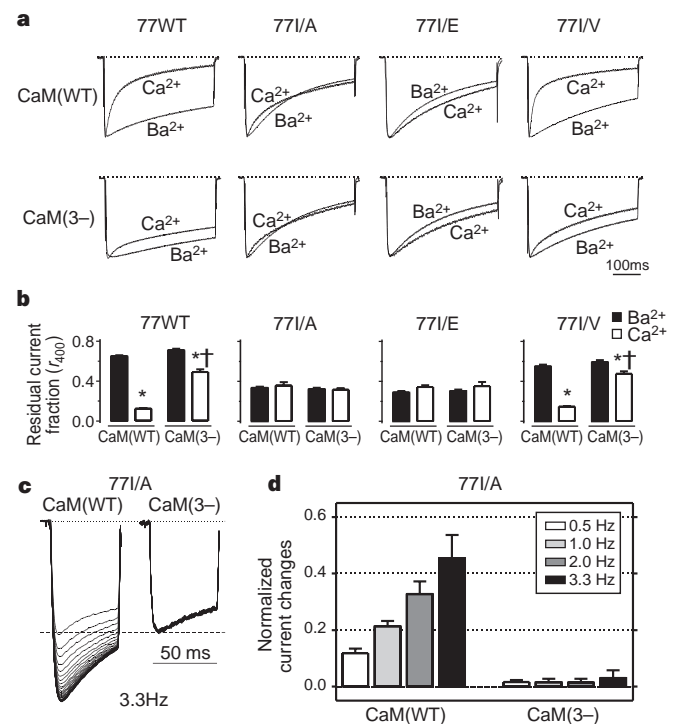 a
77WT 77I/A 77I/E 77I/V
CaM(WT)
Ca2+ Ba2+
Ca2+ Ba2+
Ba2+ Ca2+
Ca2+ Ba2+
CaM(3–)
Ca2+ Ba2+
Ca2+ Ba2+
Ba2+ Ca2+
Ca2+ Ba2+
100ms
b
77WT 77I/A 77I/E 77I/V
Ba2+
Ca2+
Residual current
fraction (r400)
0.8
0.4
0.0
* *† * *†
CaM(WT) CaM(3–) CaM(WT) CaM(3–) CaM(WT) CaM(3–) CaM(WT) CaM(3–)
c
77I/A
CaM(WT) CaM(3–)
50 ms
3.3Hz
d
77I/A
Normalized
current changes
0.6
0.4
0.2
0.0
0.5 Hz
1.0 Hz
2.0 Hz
3.3 Hz
CaM(WT) CaM(3–)